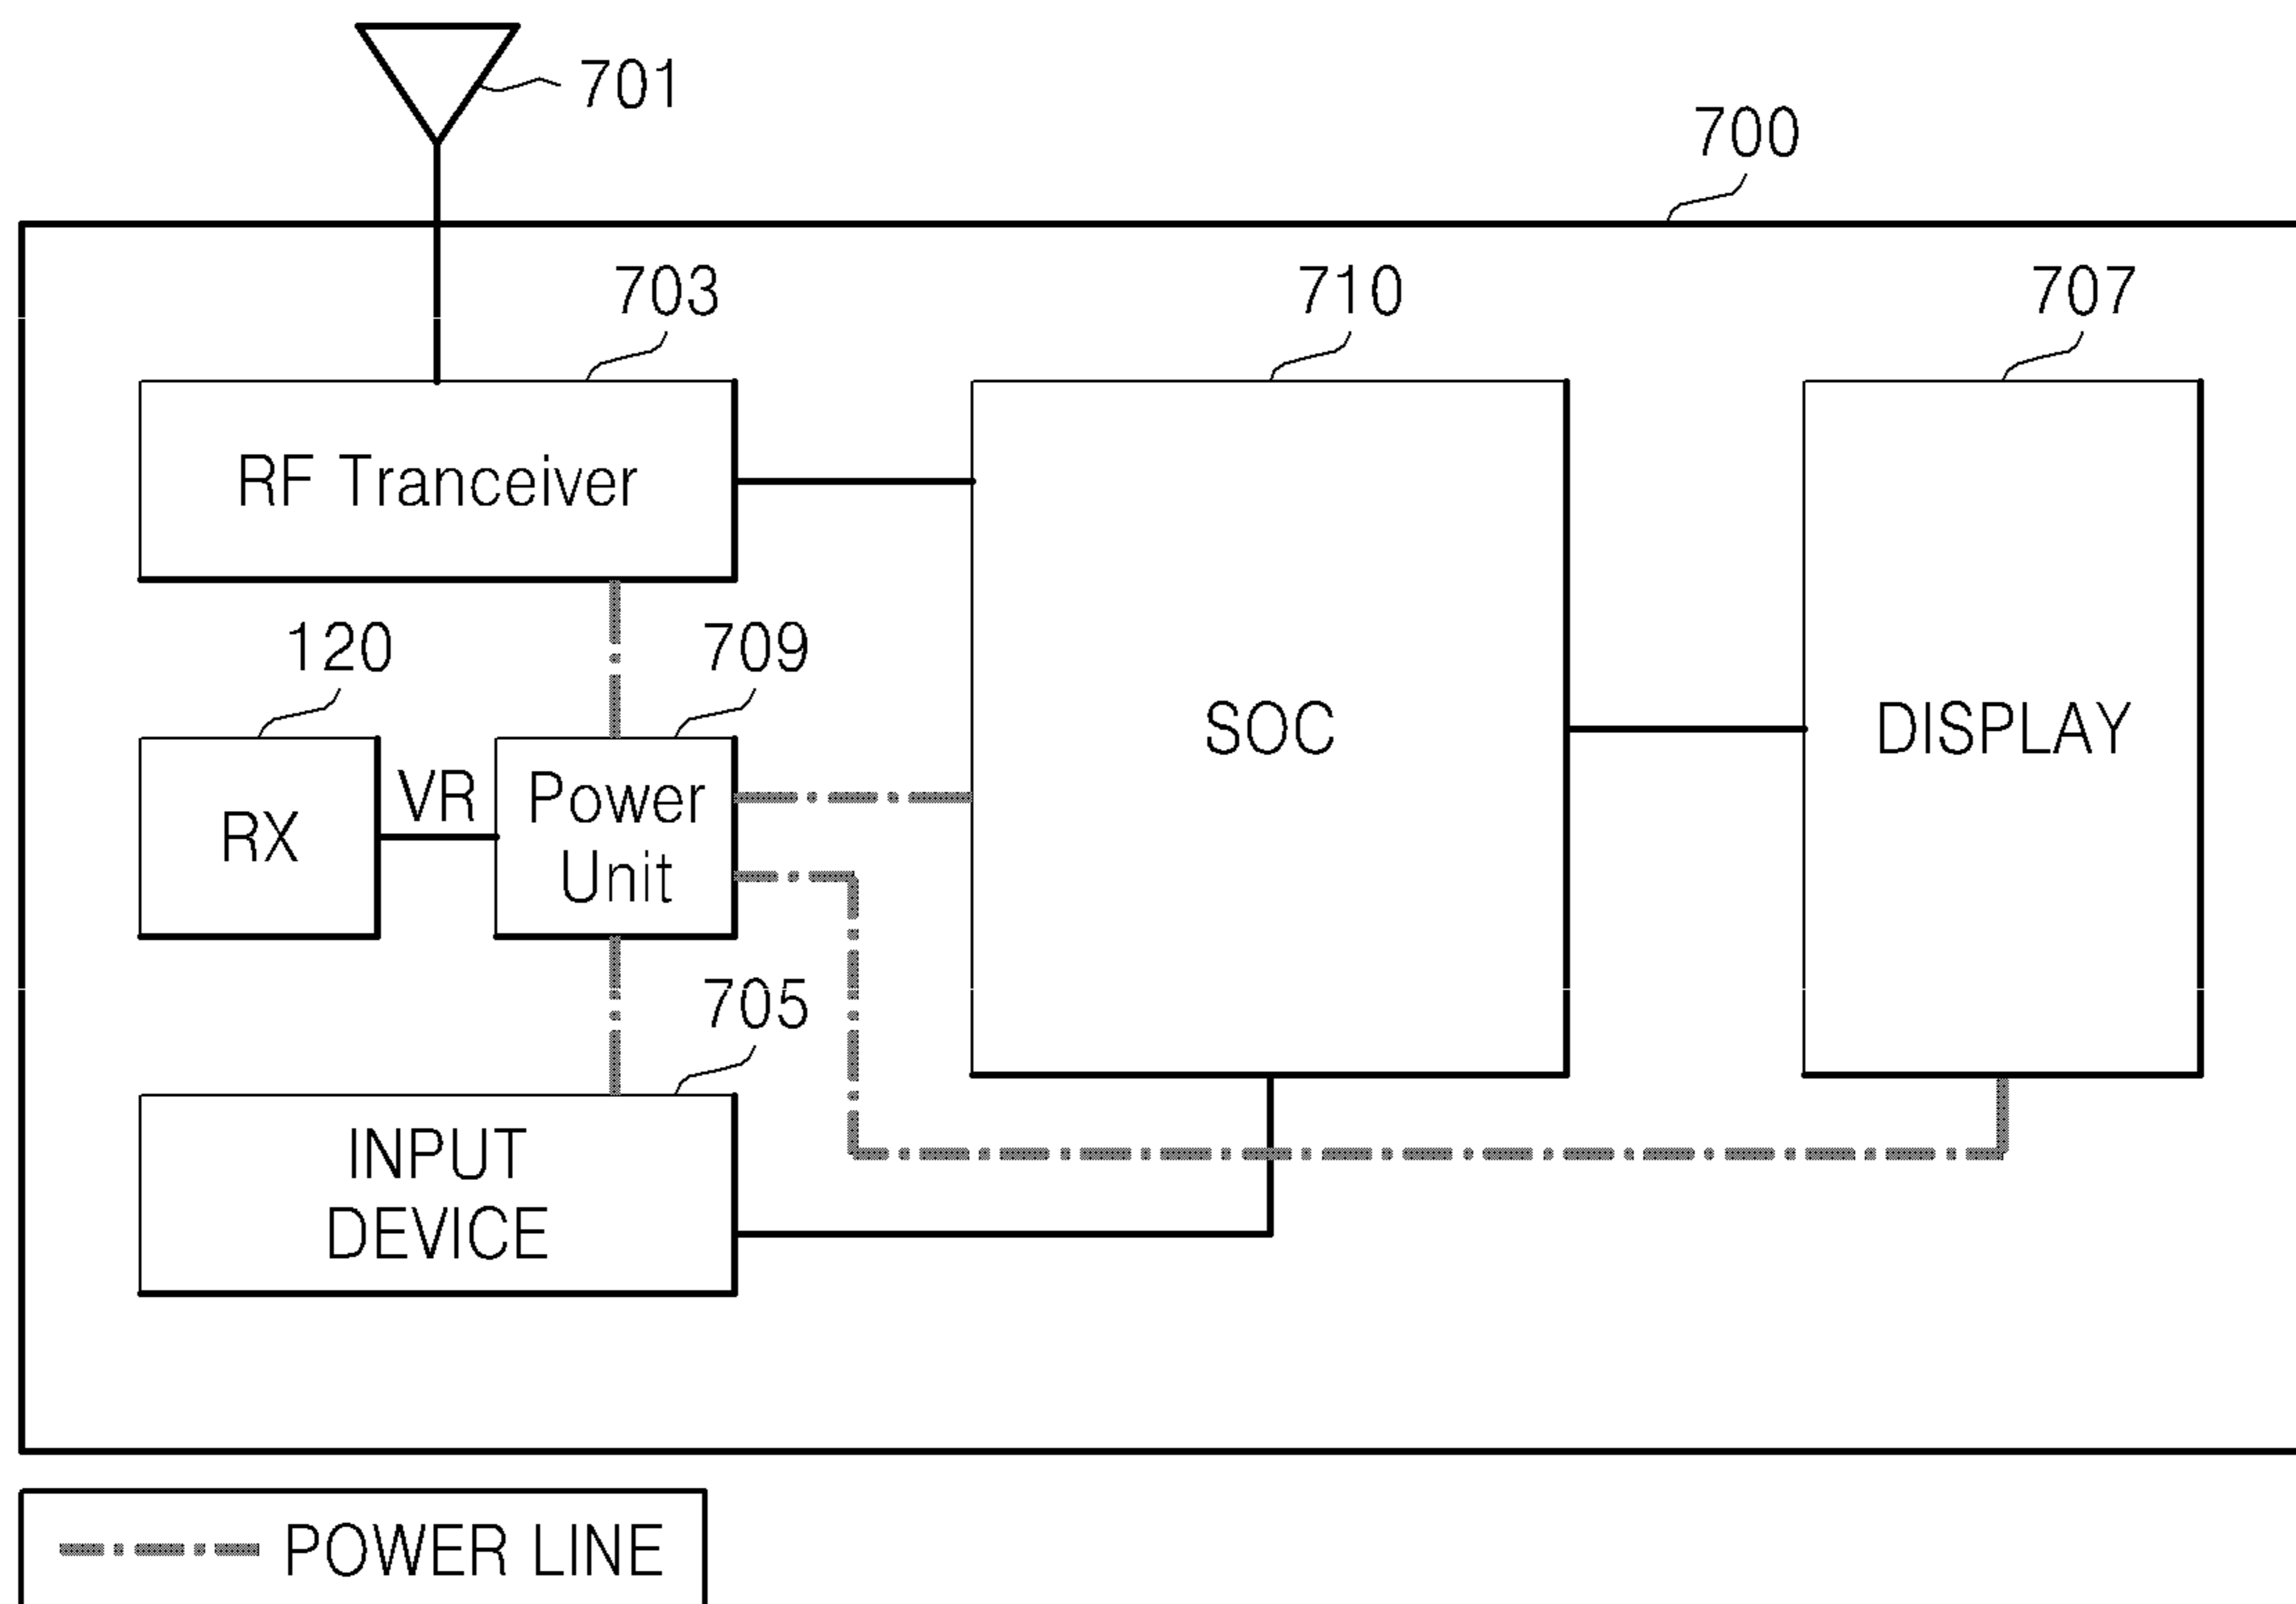 701
700
703
710
707
RF Tranceiver
120
709
SOC
DISPLAY
VR
RX
Power
Unit
705
INPUT
DEVICE
POWER LINE